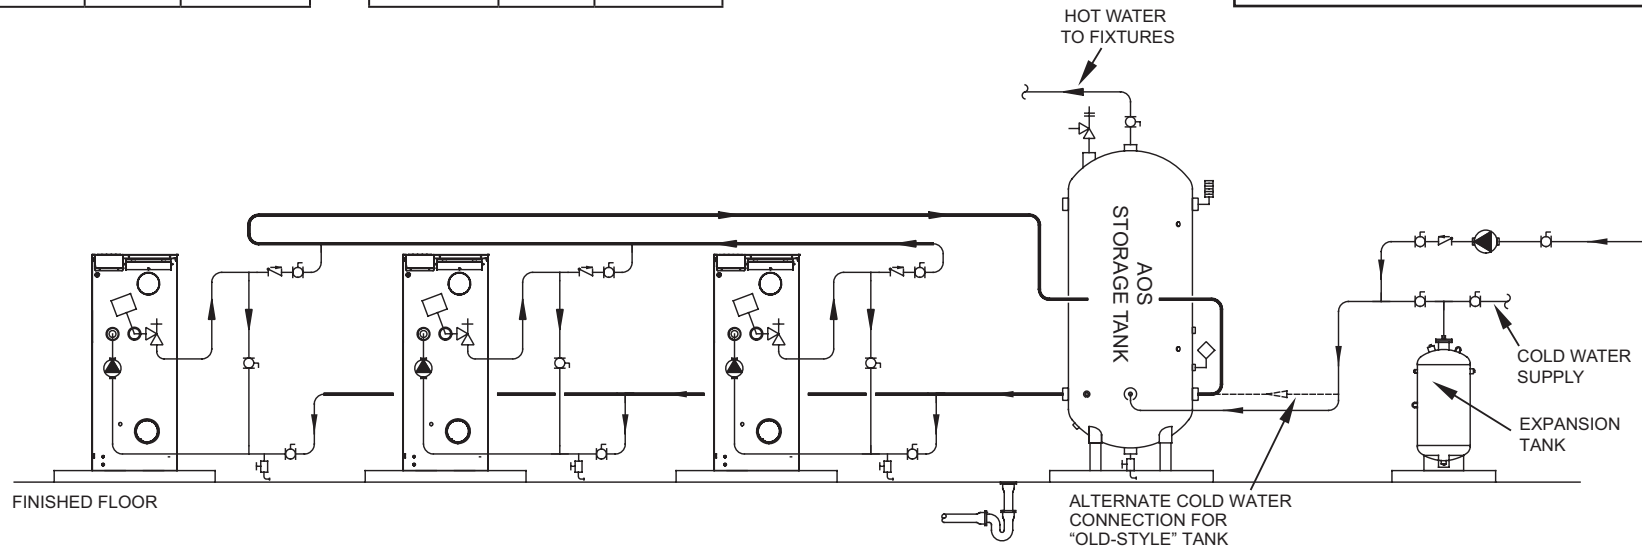 HOT WATER
TO FIXTURES
AOS
STORAGE TANK
COLD WATER
SUPPLY
EXPANSION
TANK
FINISHED FLOOR
ALTERNATE COLD WATER
CONNECTION FOR
“OLD-STYLE” TANK